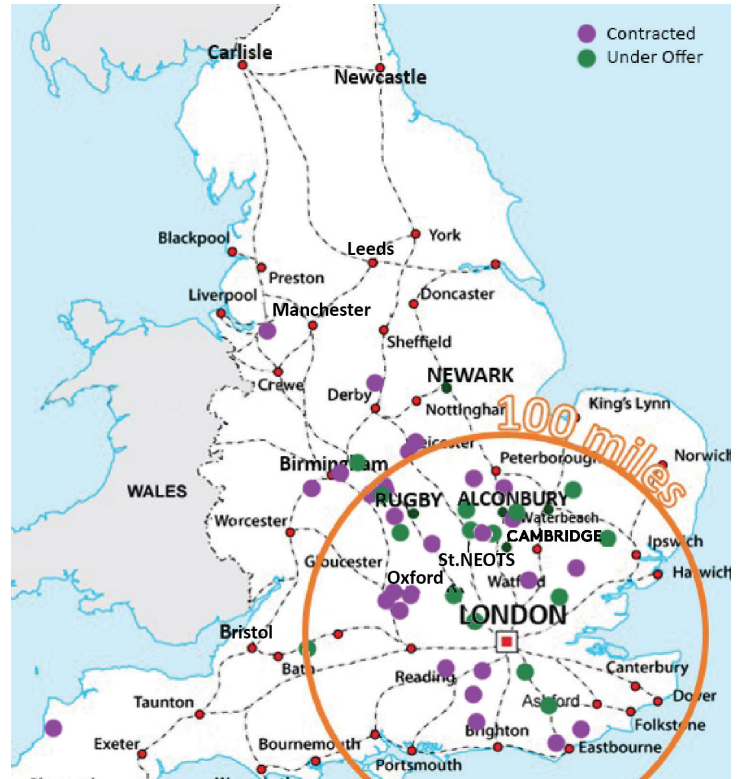 Contracted
Under Offer
Carlisle
Newcastle
Blackpool
York
Leeds
Preston
Liverpool
Manchester
Doncaster
Sheffield
Crewe
NEWARK
Derby
Nottinghar
100 miles
King's Lynn
eicester
Birmingham
Peterborough
Norwich
WALES
RUGBY
ALCONBURY
Worcester
Waterbeach
CAMBRIDGE
Ipswich
Gloucester
St.NEOTS
Oxford
Watford
Harwich
LONDON
Bristol
Bath
Reading
Canterbury
Taunton
Ashford
Dover
Folkstone
Exeter
Bournemouth
Brighton
Eastbourne
Portsmouth